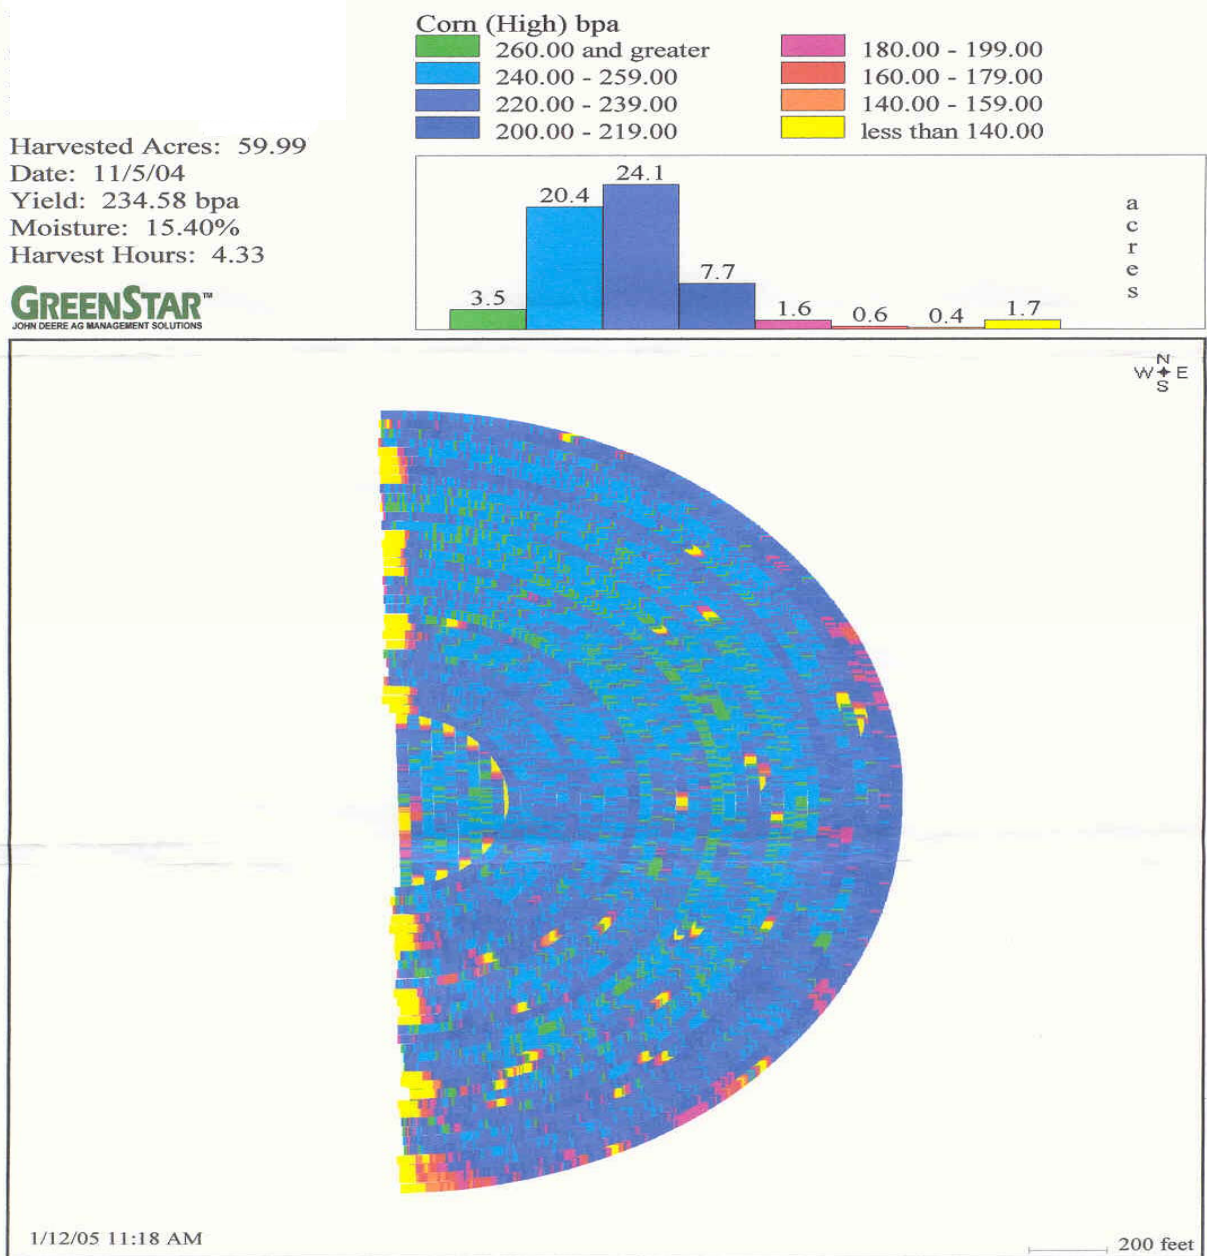 Corn (High) bpa
260.00 and greater
240.00 - 259.00
220.00 - 239.00
200.00 - 219.00
180.00 - 199.00
160.00 - 179.00
140.00 - 159.00
less than 140.00
Harvested Acres: 59.99
Date: 11/5/04
Yield: 234.58 bpa
Moisture: 15.40%
Harvest Hours: 4.33
GREENSTAR™
JOHN DEERE AG MANAGEMENT SOLUTIONS
3.5
20.4
24.1
7.7
1.6
0.6
0.4
1.7
acres
N
W E
S
1/12/05 11:18 AM
200 feet